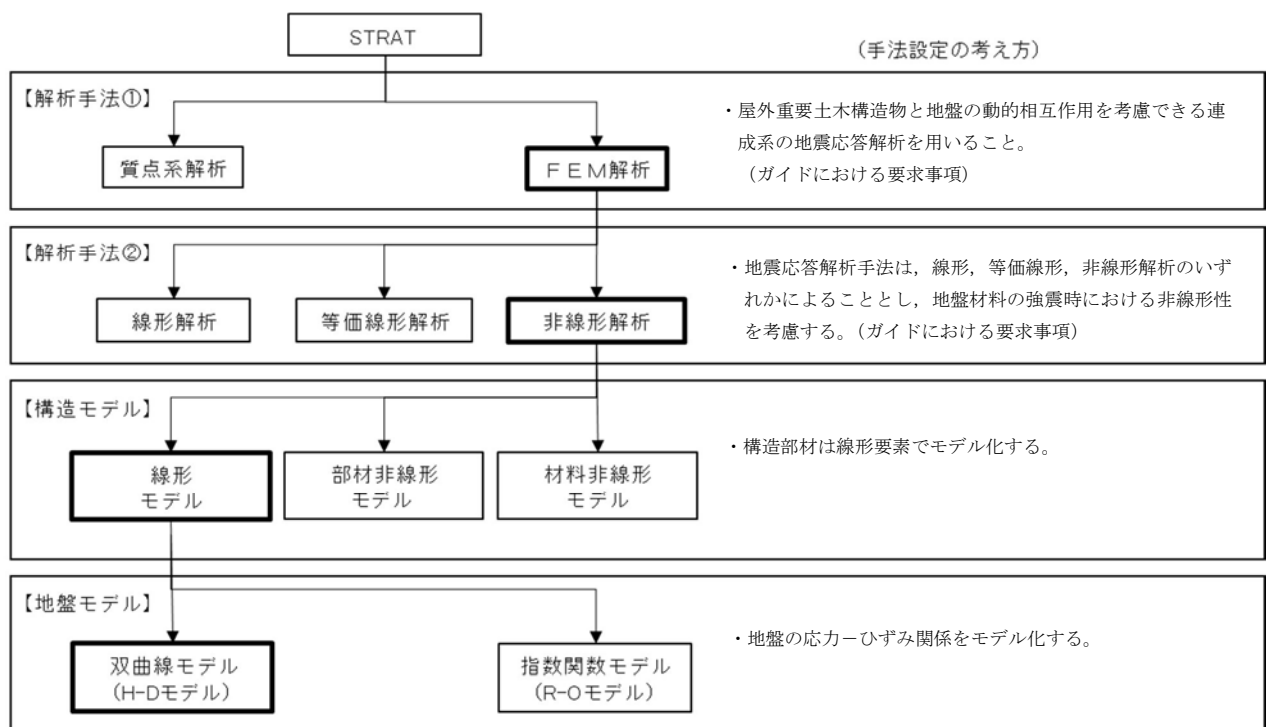 STRAT
(手法設定の考え方)
【解析手法①】
質点系解析
ＦＥＭ解析
・屋外重要土木構造物と地盤の動的相互作用を考慮できる連
成系の地震応答解析を用いること。
（ガイドにおける要求事項）
【解析手法②】
線形解析
等価線形解析
非線形解析
・地震応答解析手法は，線形，等価線形，非線形解析のいず
れかによることとし，地盤材料の強震時における非線形性
を考慮する。（ガイドにおける要求事項）
【構造モデル】
線形
モデル
部材非線形
モデル
材料非線形
モデル
・構造部材は線形要素でモデル化する。
【地盤モデル】
双曲線モデル
(H-Dモデル)
指数関数モデル
(R-Oモデル)
・地盤の応力－ひずみ関係をモデル化する。